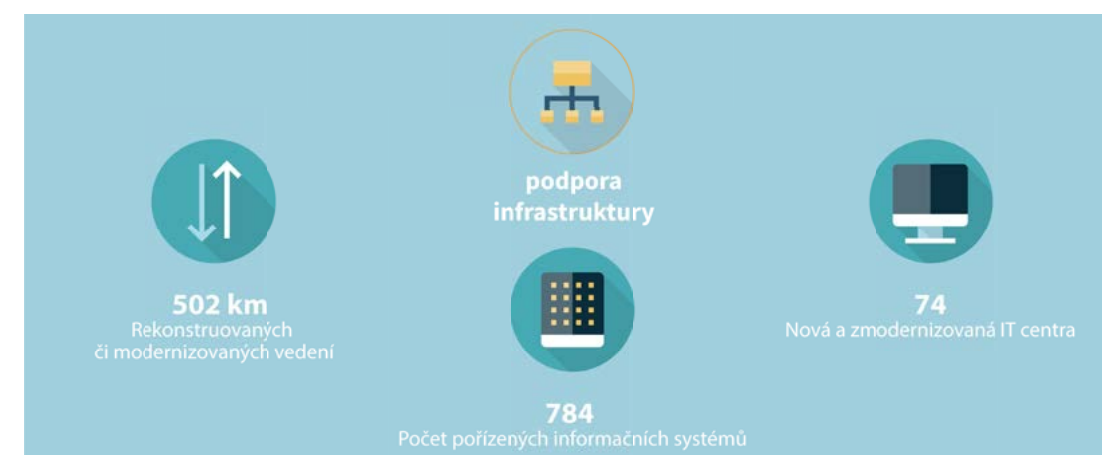 podpora
infrastruktury
502 km
Rekonstruovaných
či modernizovaných vedení
784
Počet pořízených informačních systémů
74
Nová a zmodernizovaná IT centra